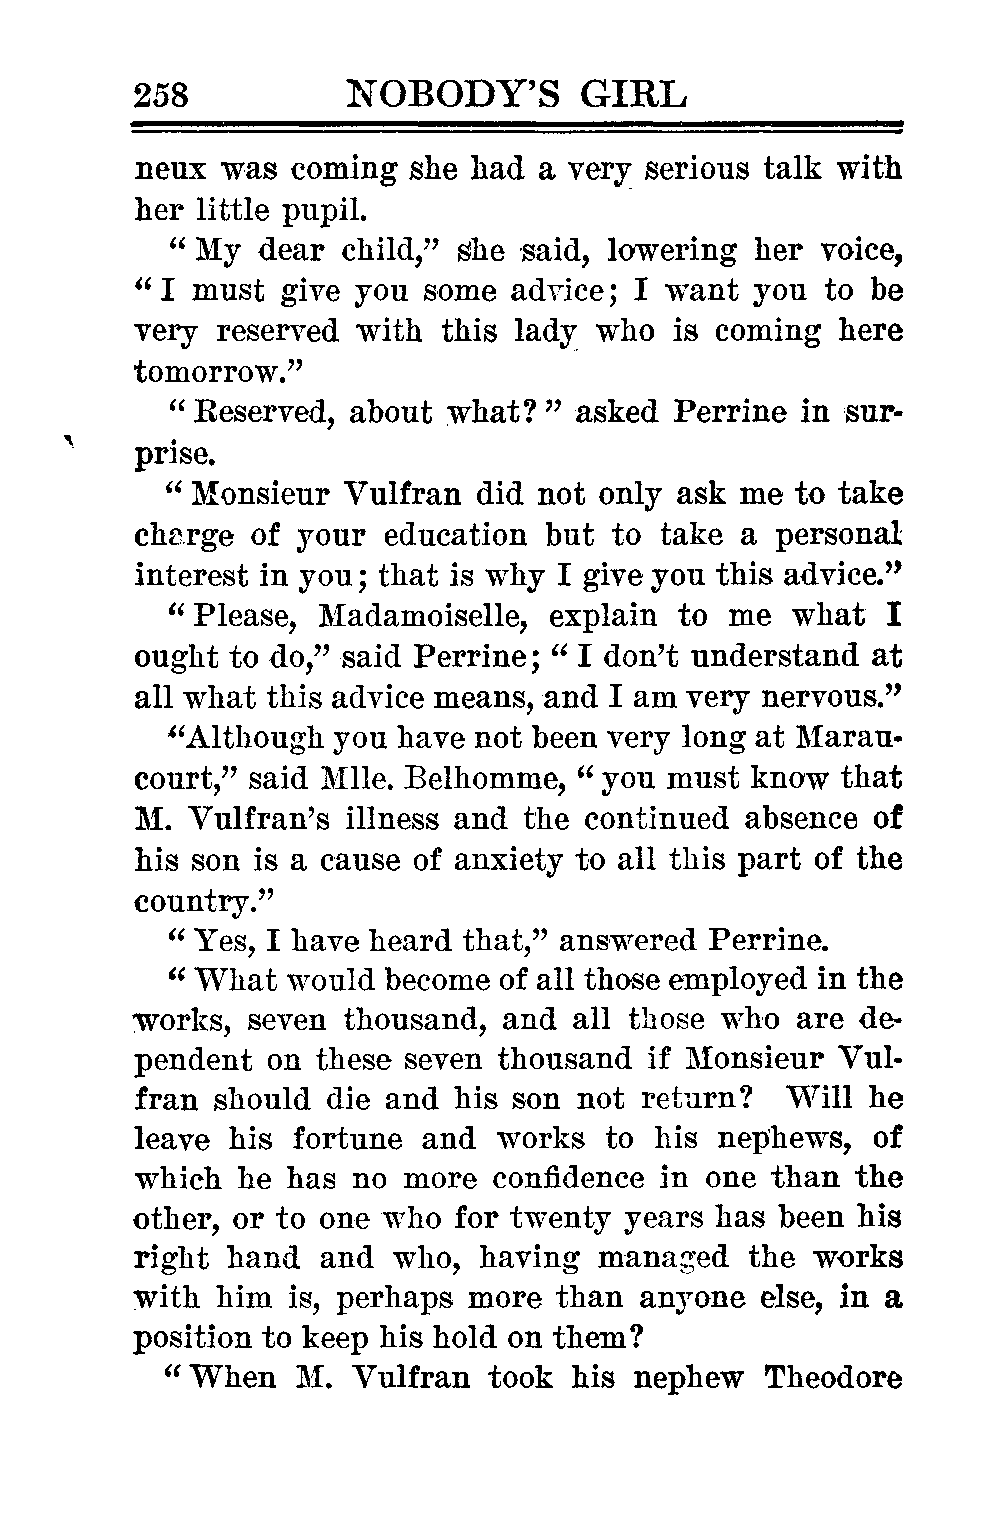 258 NOBODY'S GIRL
neux was coming she had a very serious talk with
her little pupil.
" My dear child," she said, lowering her voice,
" I must give you some advice; I want you to be
very reserved with this lady who is coming here
tomorrow."
" Reserved, about what? " asked Perrine in sur-
prise.
" Monsieur Vulfran did not only ask me to take
charge of your education but to take a personal
interest in you; that is why I give you this advice."
" Please, Madamoiselle, explain to me what I
ought to do," said Perrine; " I don't understand at
all what this advice means, and I am very nervous."
"Although you have not been very long at Marau-
court," said Mlle. Belhomme, " you must know that
M. Vulfran's illness and the continued absence of
his son is a cause of anxiety to all this part of the
country."
" Yes, I have heard that," answered Perrine.
" What would become of all those employed in the
works, seven thousand, and all those who are de-
pendent on these seven thousand if Monsieur Vul-
fran should die and his son not return? Will he
leave his fortune and works to his nephews, of
which he has no more confidence in one than the
other, or to one who for twenty years has been his
right hand and who, having managed the works
with him is, perhaps more than anyone else, in a
position to keep his hold on them?
" When M. Vulfran took his nephew Theodore